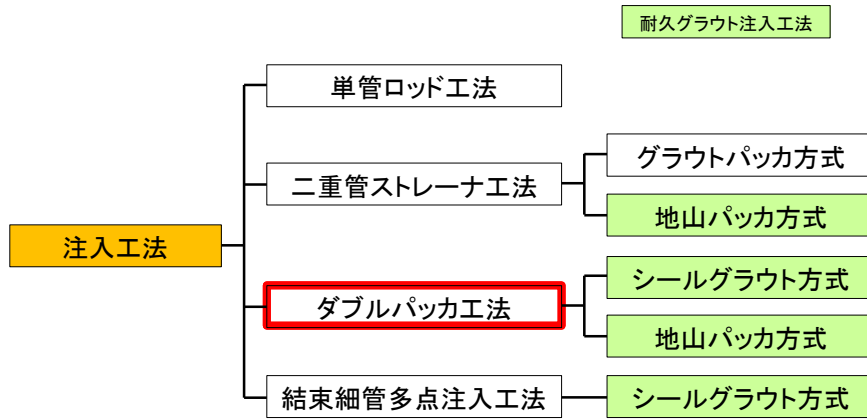 耐久グラウト注入工法
単管ロッド工法
グラウトパッカ方式
二重管ストレーナ工法
地山パッカ方式
注入工法
シールグラウト方式
ダブルパッカ工法
地山パッカ方式
結束細管多点注入工法
シールグラウト方式